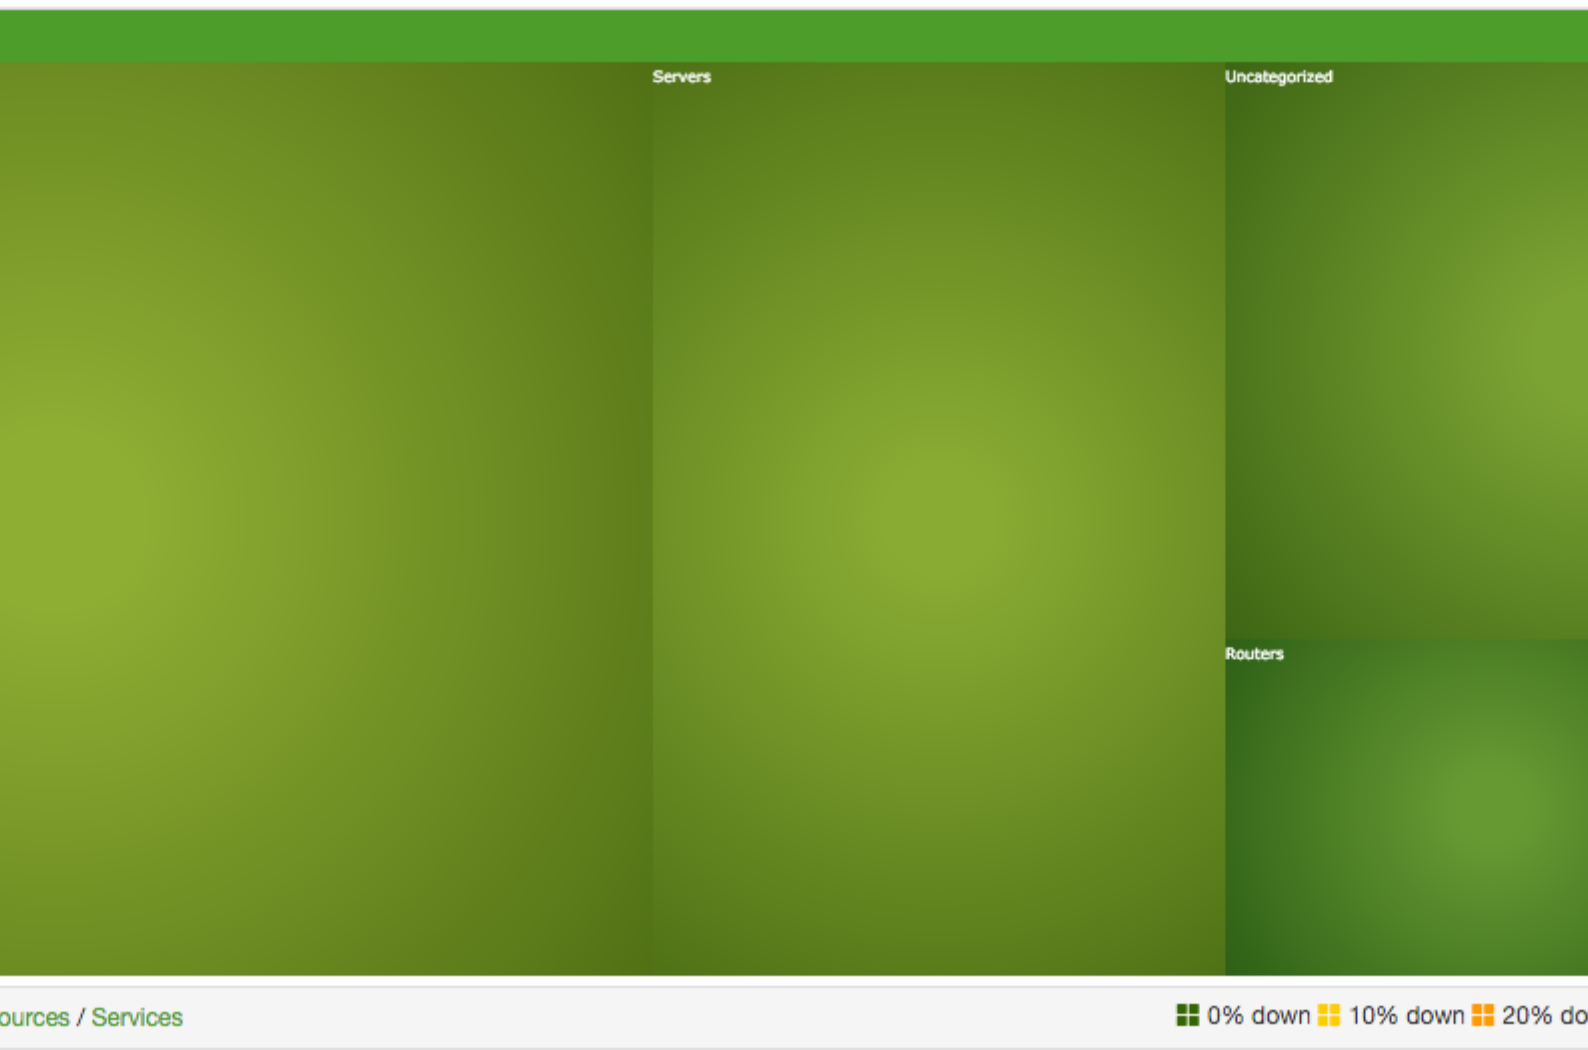 Servers
Uncategorized
Routers
ources / Services
0% down 10% down 20% do